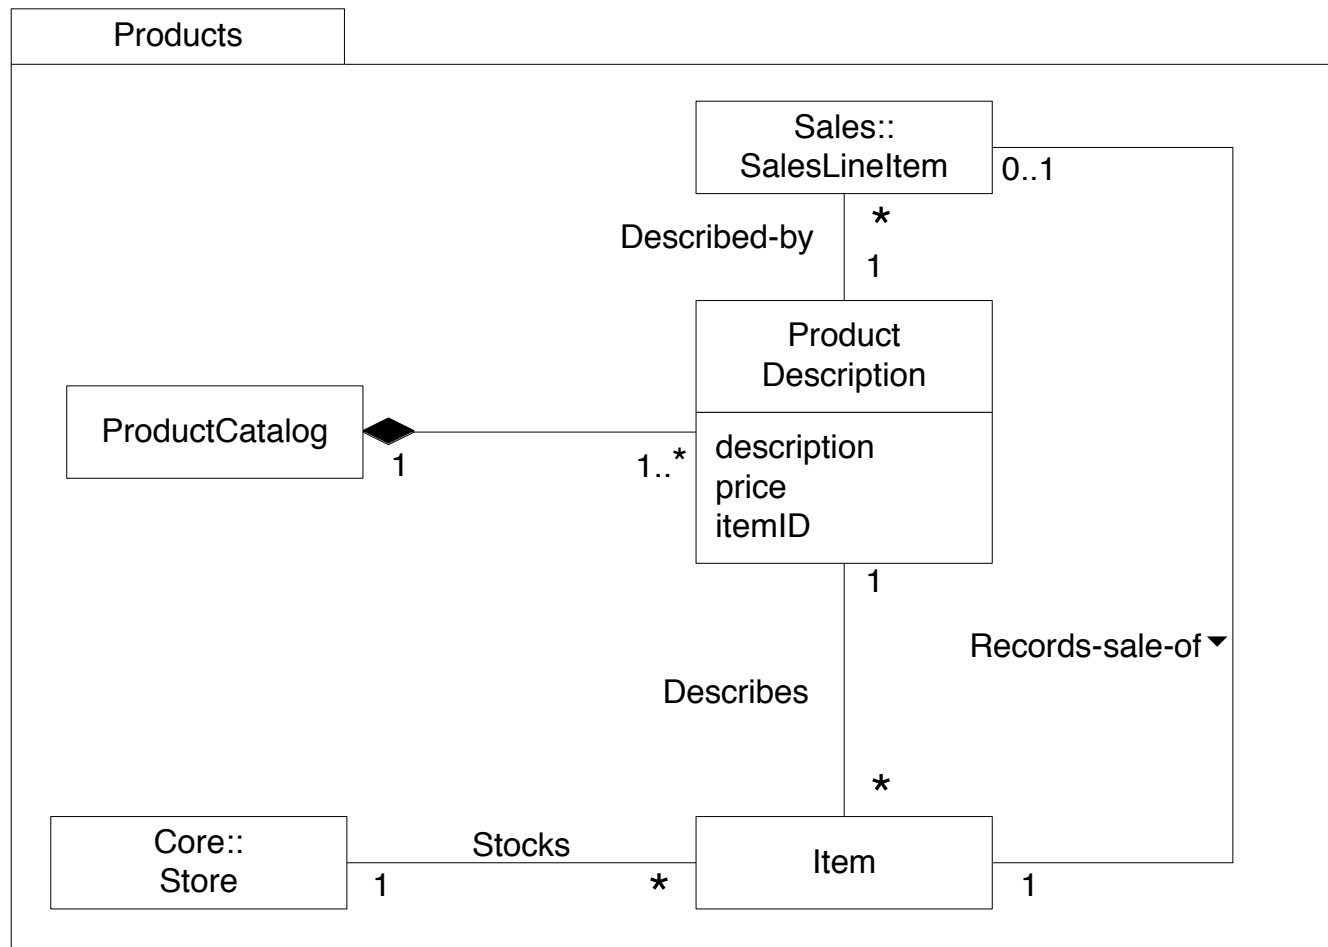 Products
Sales::
SalesLineItem
0..1
*
Described-by
1
Product
Description
ProductCatalog
1
1..*
description
price
itemID
1
Records-sale-of
Describes
*
Core::
Store
Stocks
1
*
Item
1